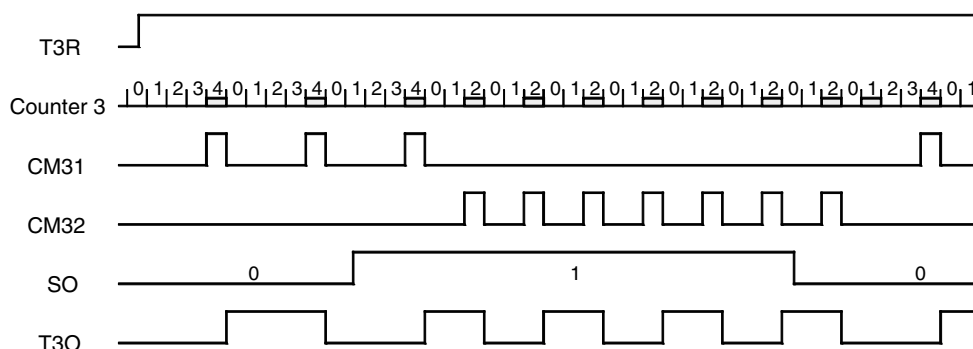 T3R
Counter 3 0 1 2 3 4 0 1 2 3 4 0 1 2 3 4 0 1 2 0 1 2 0 1 2 0 1 2 0 1 2 0 1 2 0 1 2 0 1 2 3 4 0 1
CM31
CM32
SO 0 1 0
T3O